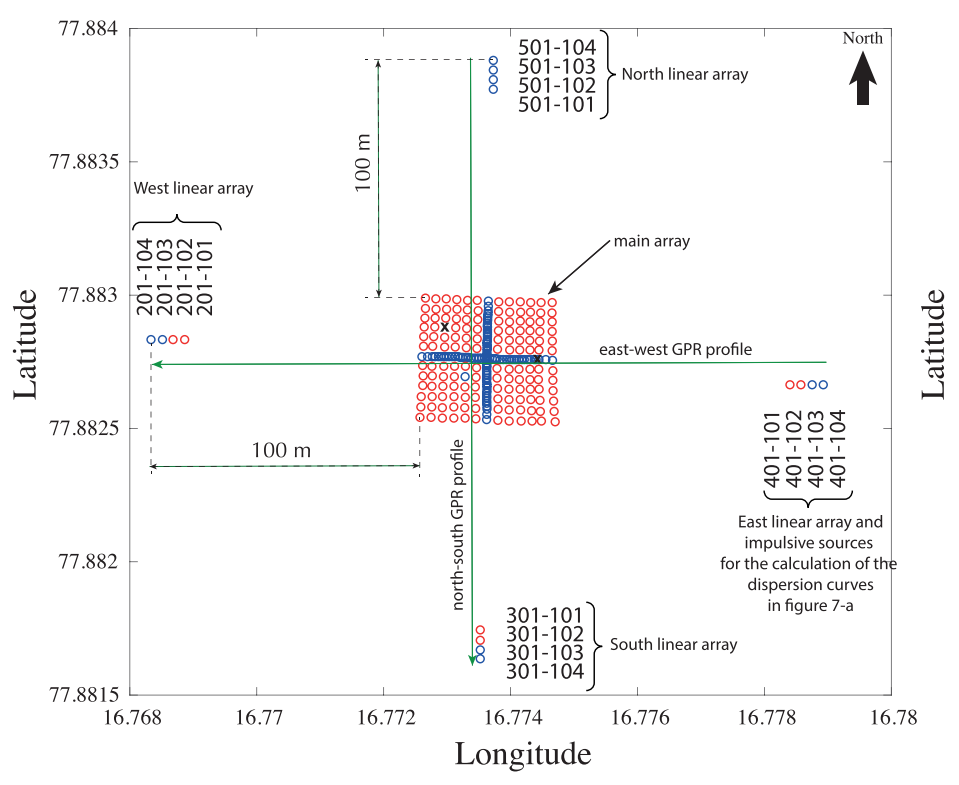 77.884
77.8835
77.883
77.8825
77.882
77.8815
16.768
16.77
16.772
16.774
16.776
16.778
16.78
Latitude
Latitude
Longitude
North
501-104
501-103
501-102
501-101
North linear array
100 m
West linear array
201-104
201-103
201-102
201-101
main array
x
x
east-west GPR profile
100 m
north-south GPR profile
401-101
401-102
401-103
401-104
East linear array and
impulsive sources
for the calculation of the
dispersion curves
in figure 7-a
301-101
301-102
301-103
301-104
South linear array